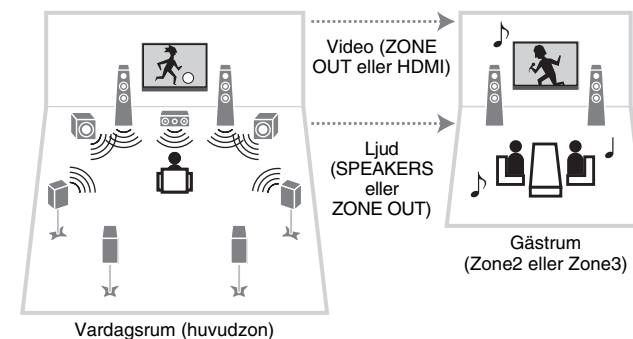 Video (ZONE
OUT eller HDMI)
Ljud
(SPEAKERS
eller
ZONE OUT)
Gästrum
(Zone2 eller Zone3)
Vardagsrum (huvudzon)